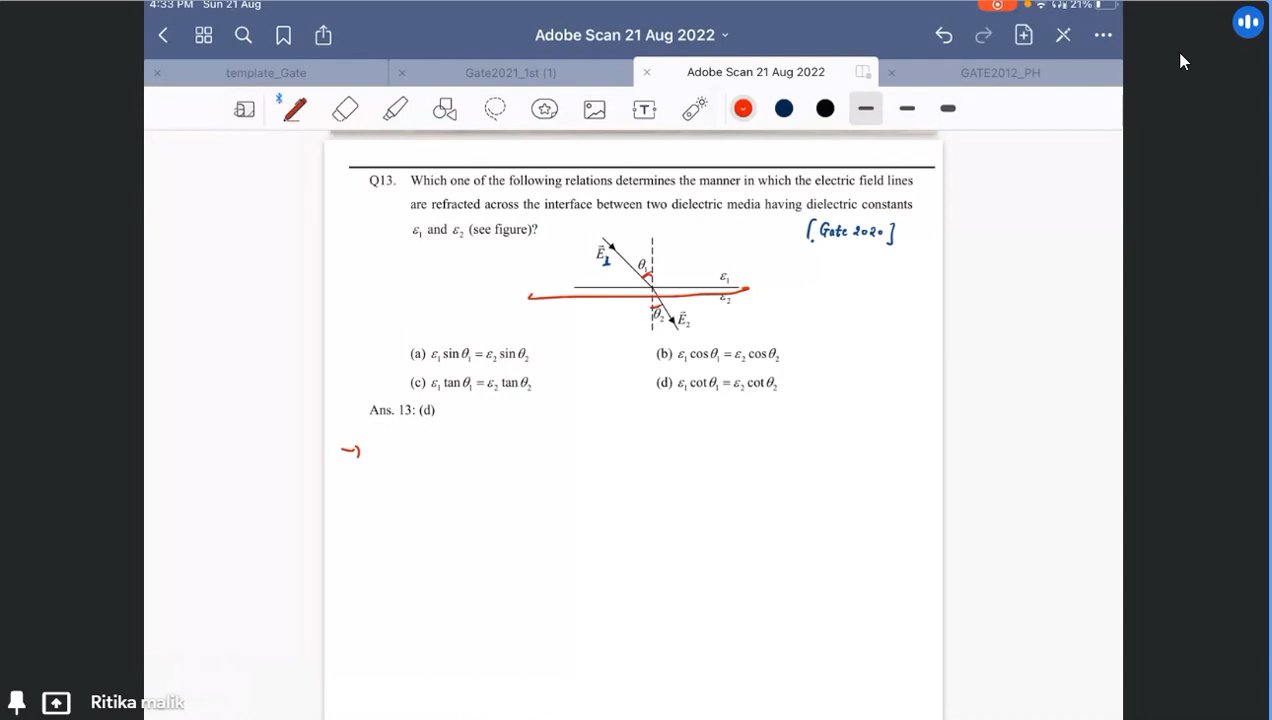 4:33 PM Sun 21 Aug
21%
Adobe Scan 21 Aug 2022
template_Gate
Gate2021_1st (1)
Adobe Scan 21 Aug 2022
GATE2012_PH
T
Q13. Which one of the following relations determines the manner in which the electric field lines
are refracted across the interface between two dielectric media having dielectric constants
ε₁ and ε₂ (see figure)?
[Gate 2020]
E⃗₁
θ₁
ε₁
ε₂
θ₂
E⃗₂
(a) ε₁ sin θ₁ = ε₂ sin θ₂ (b) ε₁ cos θ₁ = ε₂ cos θ₂
(c) ε₁ tan θ₁ = ε₂ tan θ₂ (d) ε₁ cot θ₁ = ε₂ cot θ₂
Ans. 13: (d)
→
Ritika malik